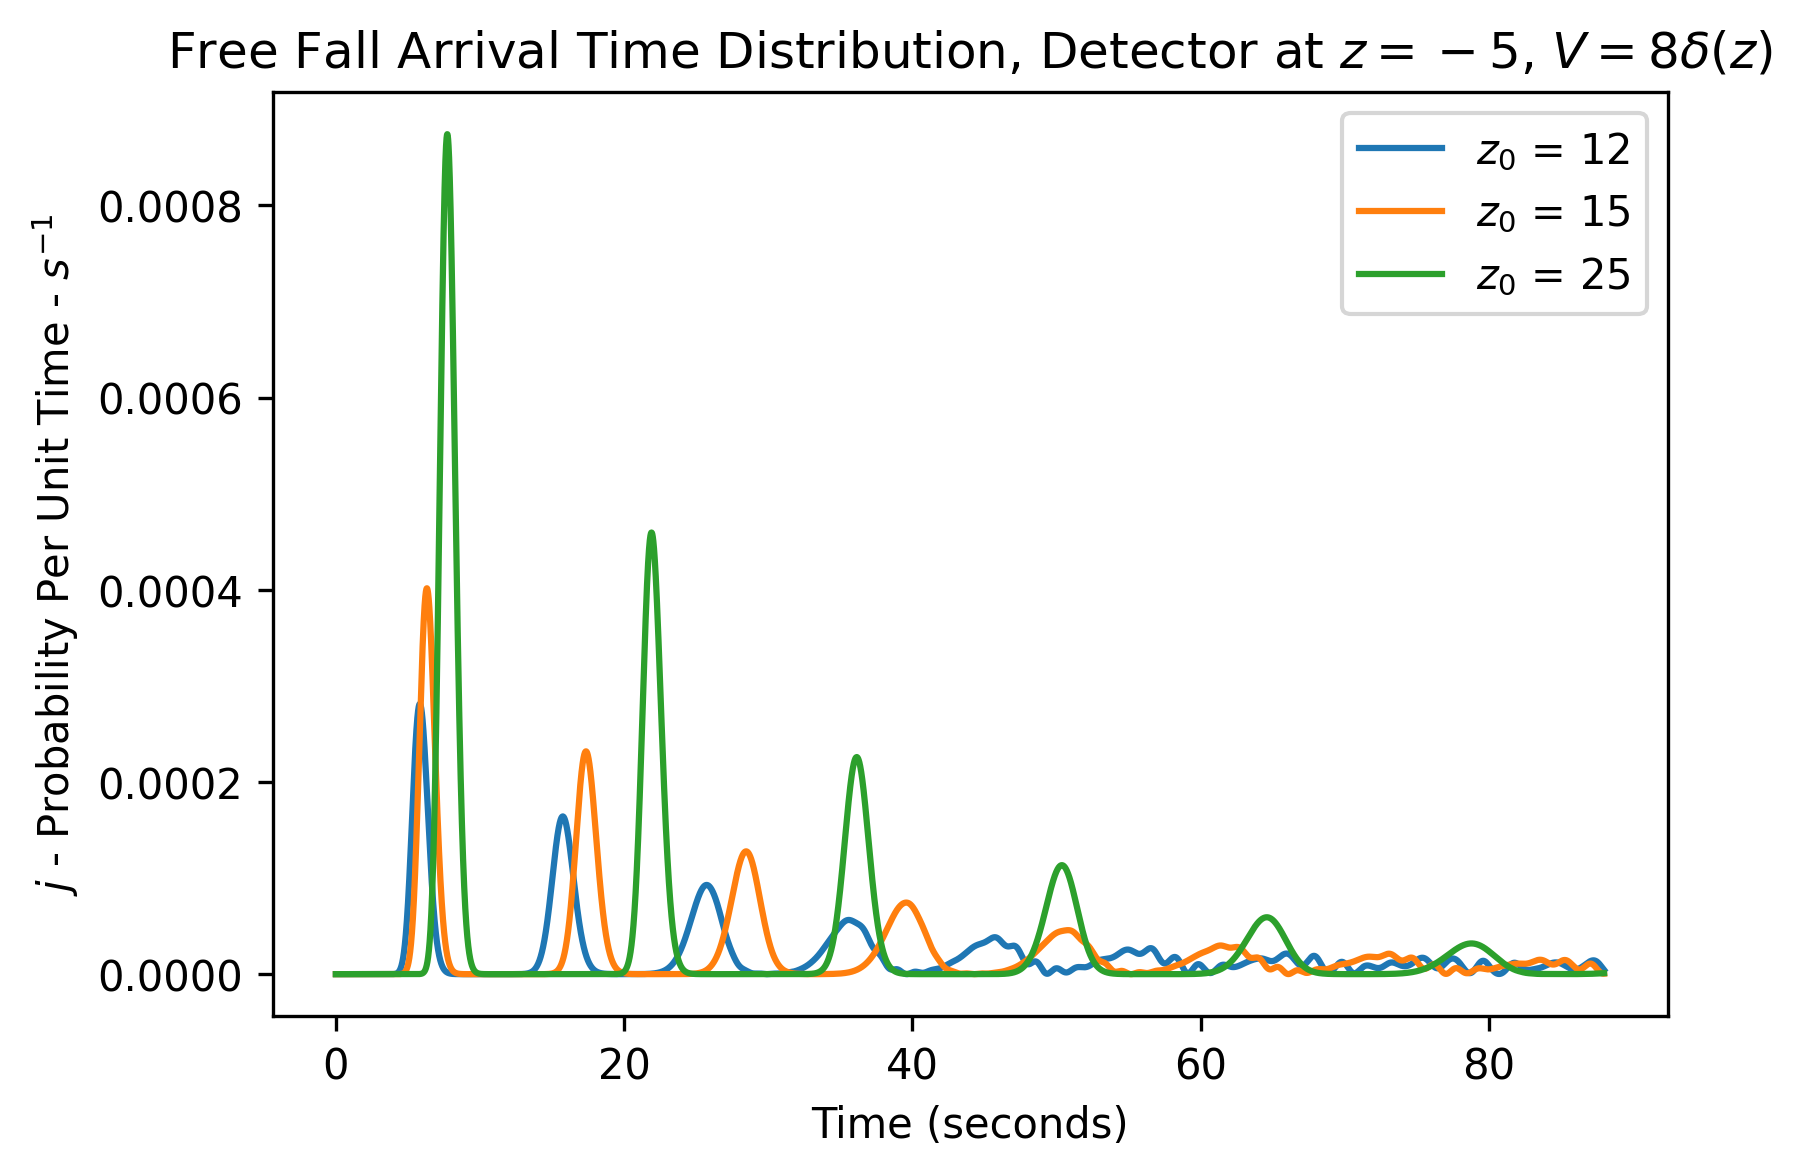 Free Fall Arrival Time Distribution, Detector at z = −5, V = 8δ(z)
z₀ = 12
z₀ = 15
z₀ = 25
j - Probability Per Unit Time - s⁻¹
0.0008
0.0006
0.0004
0.0002
0.0000
0 20 40 60 80
Time (seconds)